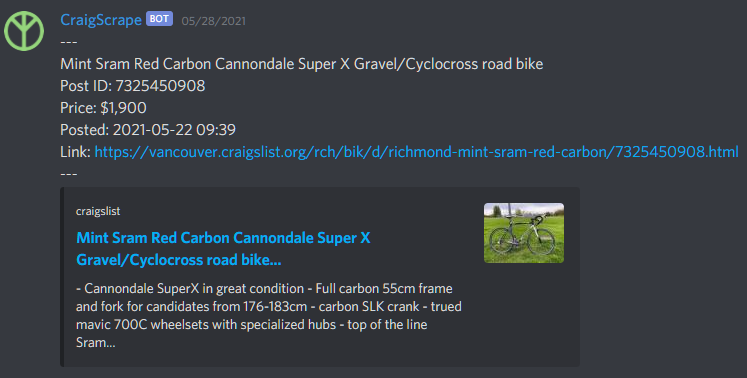 CraigScrape BOT 05/28/2021
---
Mint Sram Red Carbon Cannondale Super X Gravel/Cyclocross road bike
Post ID: 7325450908
Price: $1,900
Posted: 2021-05-22 09:39
Link: https://vancouver.craigslist.org/rch/bik/d/richmond-mint-sram-red-carbon/7325450908.html
---
craigslist
Mint Sram Red Carbon Cannondale Super X
Gravel/Cyclocross road bike...
- Cannondale SuperX in great condition - Full carbon 55cm frame
and fork for candidates from 176-183cm - carbon SLK crank - trued
mavic 700C wheelsets with specialized hubs - top of the line
Sram...